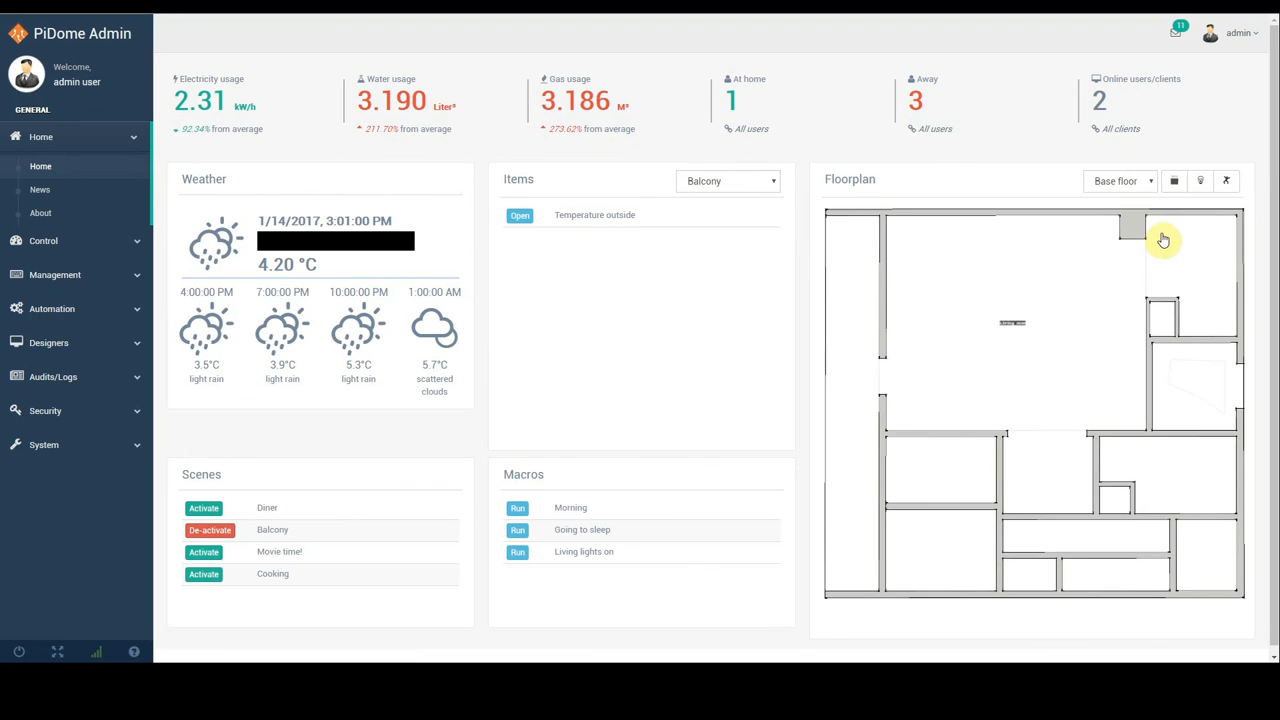 PiDome Admin
11
admin
Welcome,
admin user
GENERAL
Home
Home
News
About
Control
Management
Automation
Designers
Audits/Logs
Security
System
Electricity usage
2.31 kW/h
92.34% from average
Water usage
3.190 Liter³
211.70% from average
Gas usage
3.186 M³
273.62% from average
At home
1
All users
Away
3
All users
Online users/clients
2
All clients
Weather
1/14/2017, 3:01:00 PM
4.20 °C
4:00:00 PM 7:00:00 PM 10:00:00 PM 1:00:00 AM
3.5°C 3.9°C 5.3°C 5.7°C
light rain light rain light rain scattered
clouds
Items
Balcony
Open Temperature outside
Floorplan
Base floor
Scenes
Activate Diner
De-activate Balcony
Activate Movie time!
Activate Cooking
Macros
Run Morning
Run Going to sleep
Run Living lights on